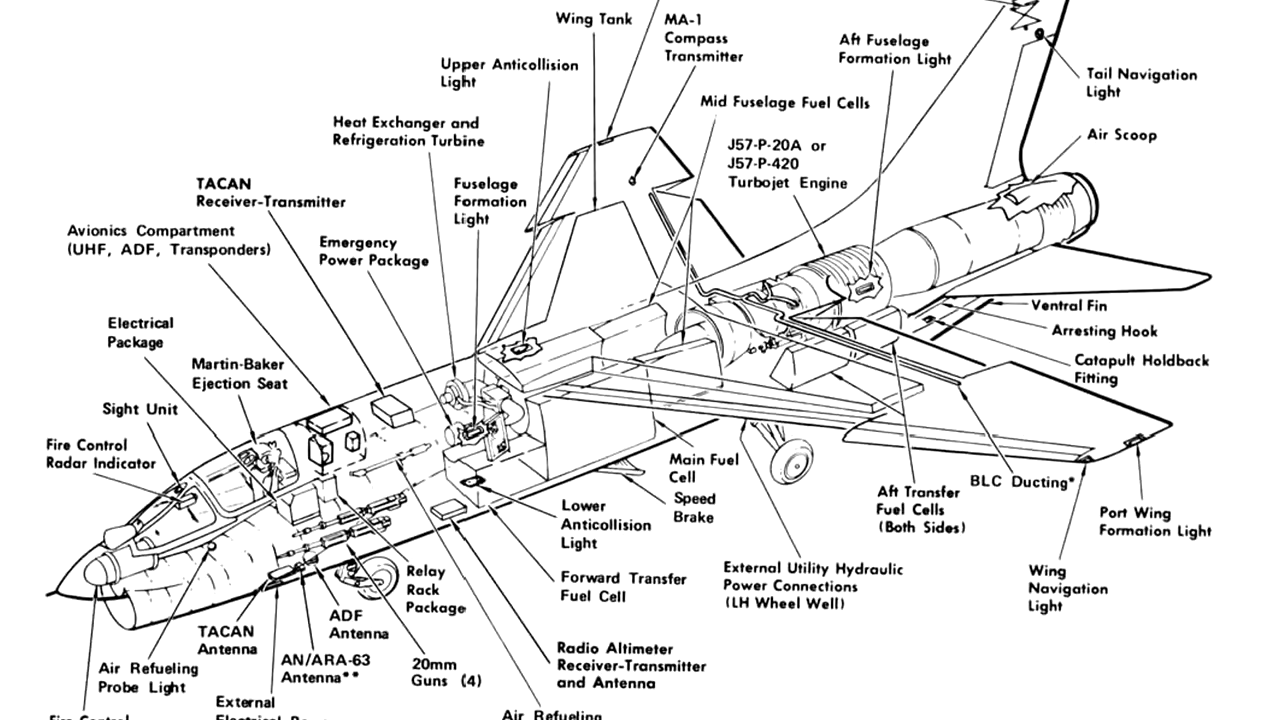 Wing Tank
MA-1
Compass
Transmitter
Aft Fuselage
Formation Light
Upper Anticollision
Light
Tail Navigation
Light
Mid Fuselage Fuel Cells
Heat Exchanger and
Refrigeration Turbine
Air Scoop
J57-P-20A or
J57-P-420
Turbojet Engine
TACAN
Receiver-Transmitter
Fuselage
Formation
Light
Avionics Compartment
(UHF, ADF, Transponders)
Emergency
Power Package
Electrical
Package
Ventral Fin
Arresting Hook
Catapult Holdback
Fitting
Martin-Baker
Ejection Seat
Sight Unit
Fire Control
Radar Indicator
Main Fuel
Cell
Speed
Brake
BLC Ducting*
Aft Transfer
Fuel Cells
(Both Sides)
Port Wing
Formation Light
Lower
Anticollision
Light
External Utility Hydraulic
Power Connections
(LH Wheel Well)
Wing
Navigation
Light
Forward Transfer
Fuel Cell
Relay
Rack
Package
ADF
Antenna
TACAN
Antenna
Radio Altimeter
Receiver-Transmitter
and Antenna
AN/ARA-63
Antenna**
20mm
Guns (4)
Air Refueling
Probe Light
External
Air Refueling
Fire Control